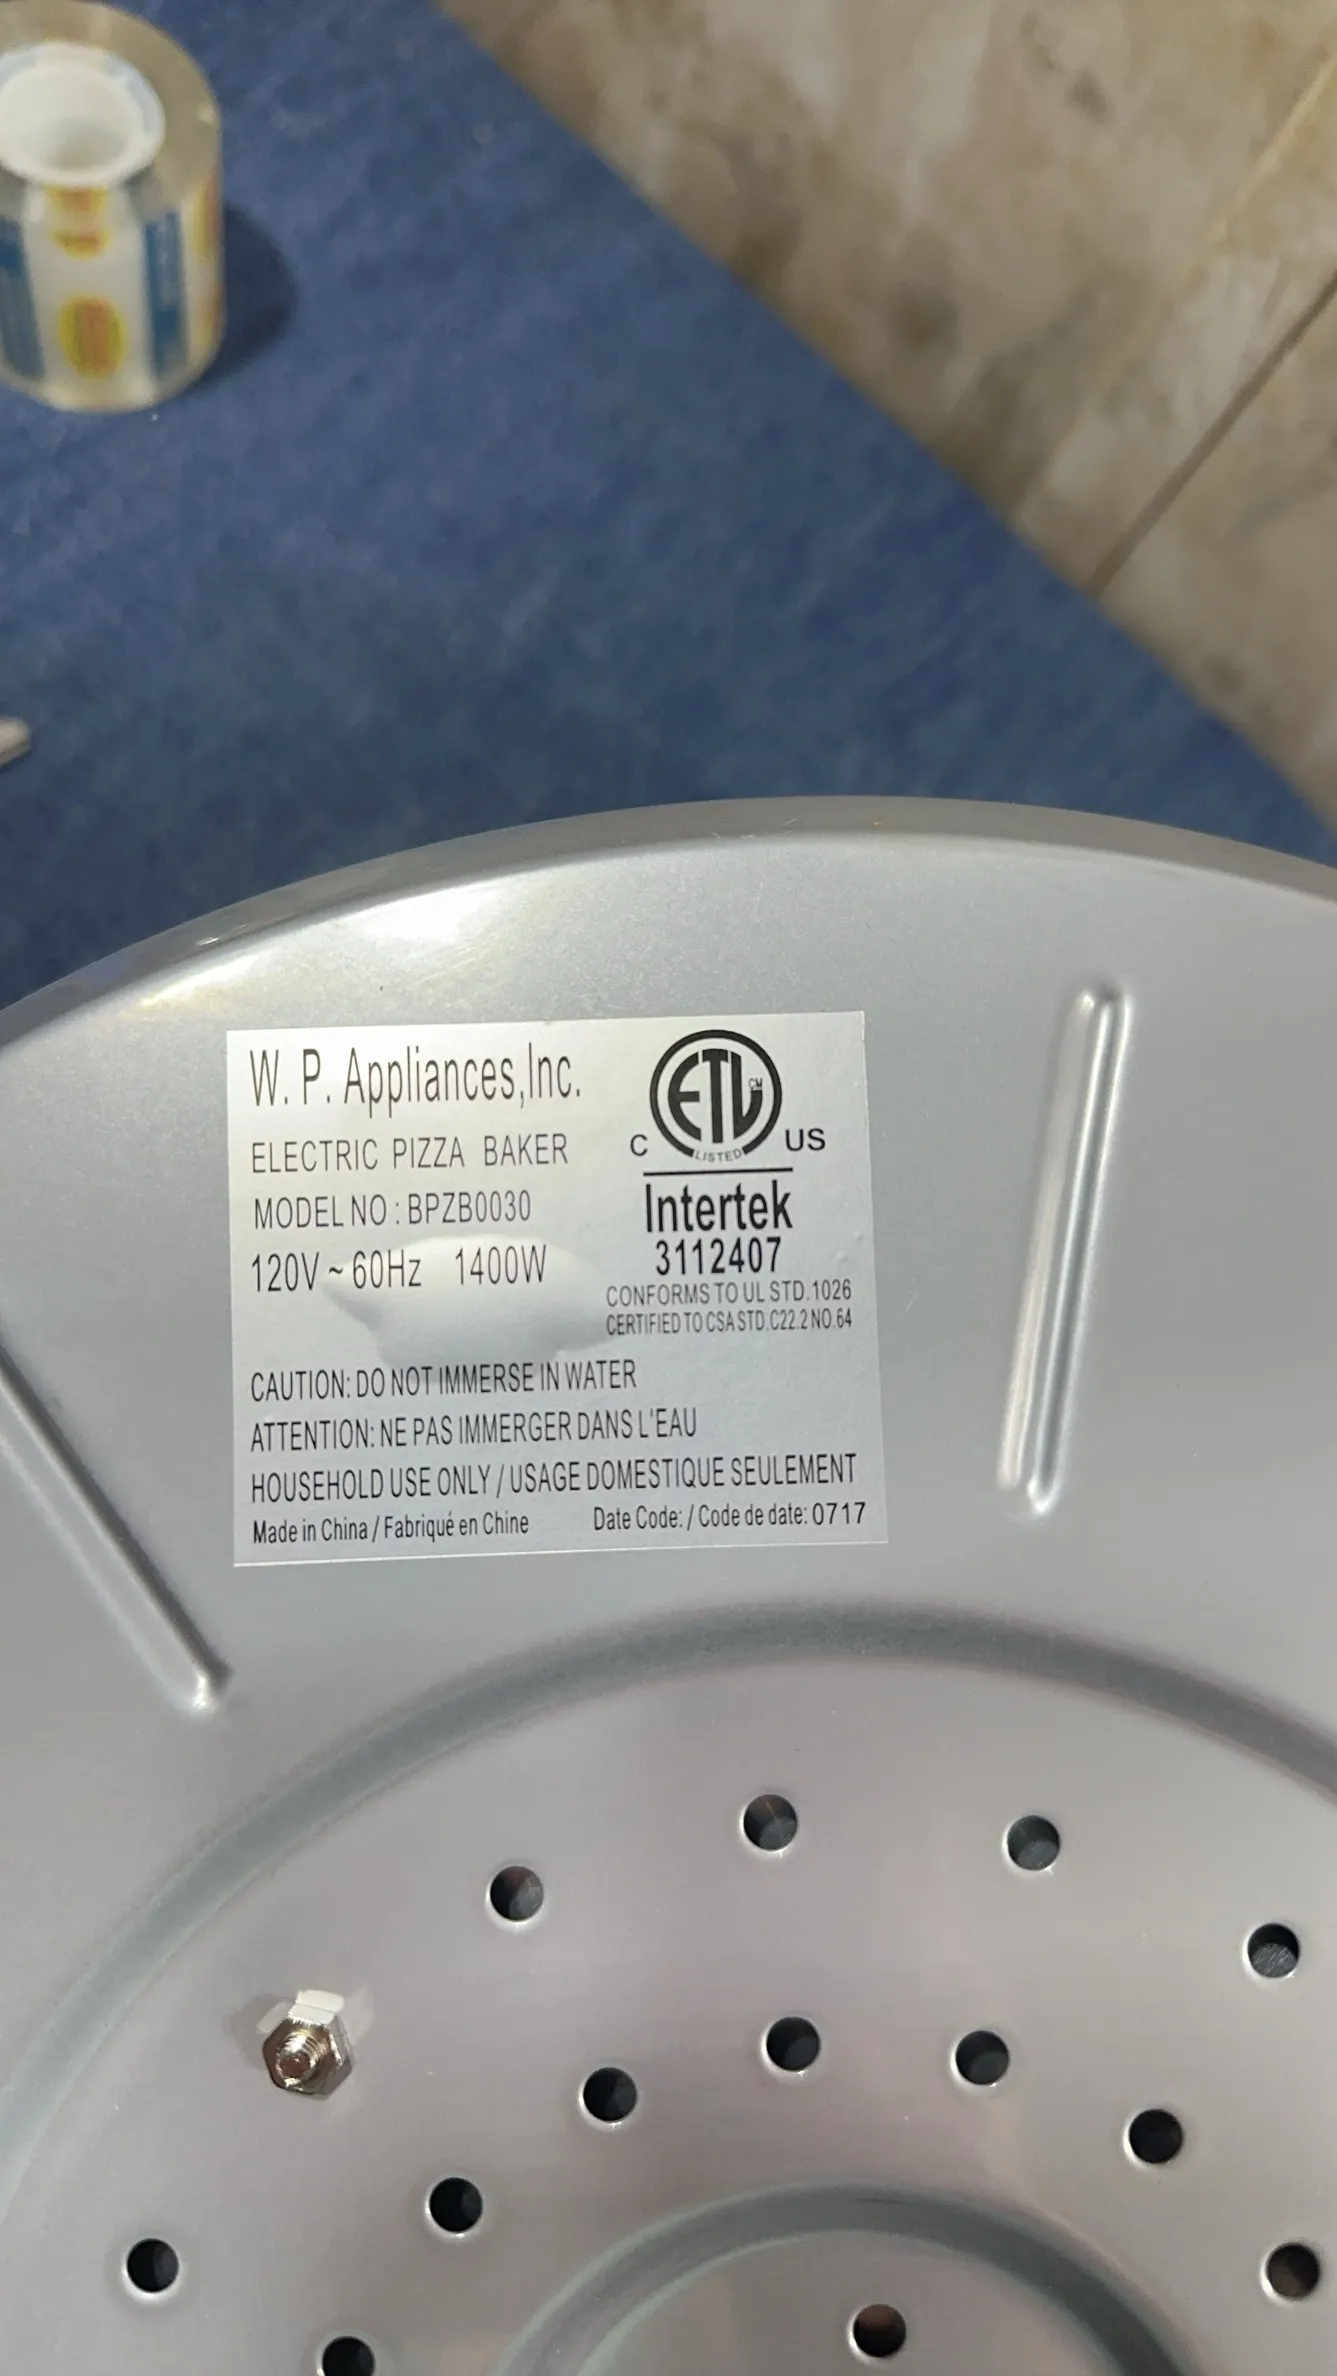 W. P. Appliances,Inc.
ELECTRIC PIZZA BAKER
MODEL NO : BPZB0030
120V ~ 60Hz 1400W
ETL CM
LISTED
C US
Intertek
3112407
CONFORMS TO UL STD.1026
CERTIFIED TO CSA STD.C22.2 NO.64
CAUTION: DO NOT IMMERSE IN WATER
ATTENTION: NE PAS IMMERGER DANS L'EAU
HOUSEHOLD USE ONLY / USAGE DOMESTIQUE SEULEMENT
Made in China / Fabriqué en Chine Date Code: / Code de date: 0717